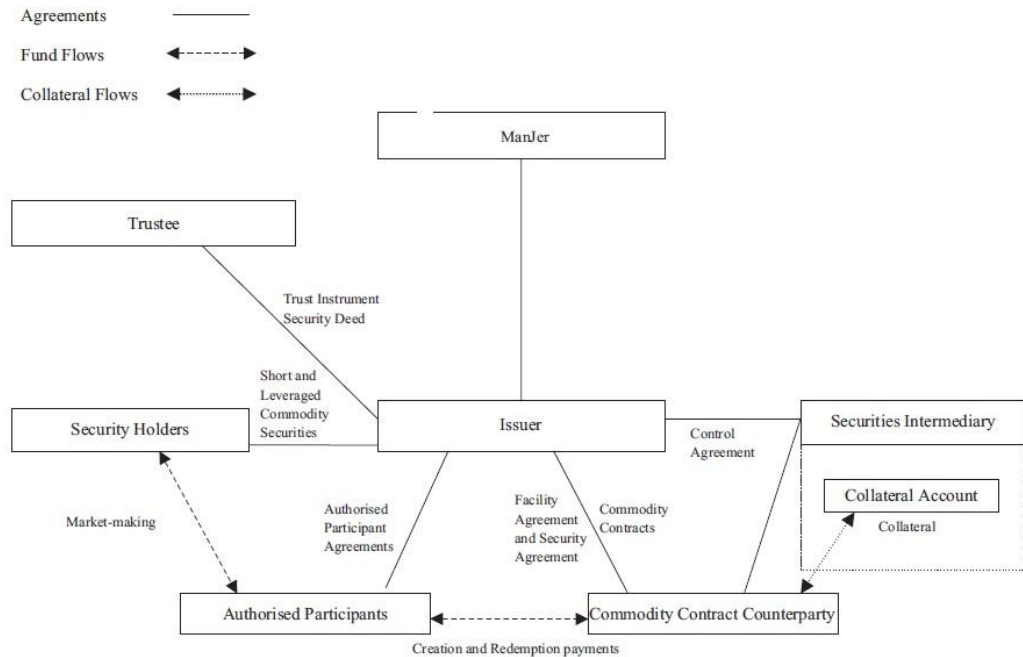 Agreements
Fund Flows
Collateral Flows
ManJer
Trustee
Trust Instrument
Security Deed
Short and
Leveraged
Commodity
Securities
Security Holders
Issuer
Control
Agreement
Securities Intermediary
Collateral Account
Collateral
Market-making
Authorised
Participant
Agreements
Facility
Agreement
and Security
Agreement
Commodity
Contracts
Authorised Participants
Commodity Contract Counterparty
Creation and Redemption payments